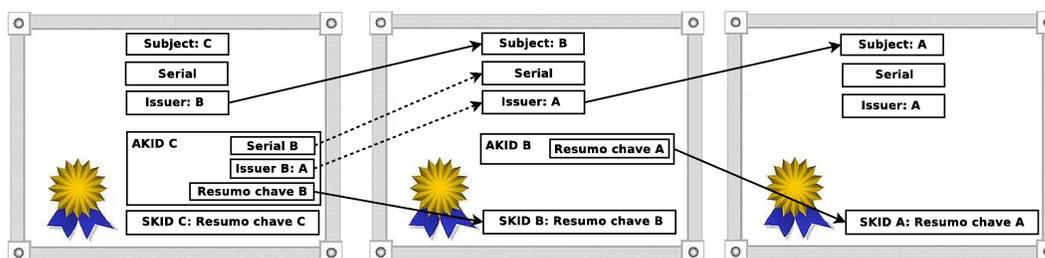 Subject: C
Serial
Issuer: B
AKID C
Serial B
Issuer B: A
Resumo chave B
SKID C: Resumo chave C
Subject: B
Serial
Issuer: A
AKID B
Resumo chave A
SKID B: Resumo chave B
Subject: A
Serial
Issuer: A
SKID A: Resumo chave A